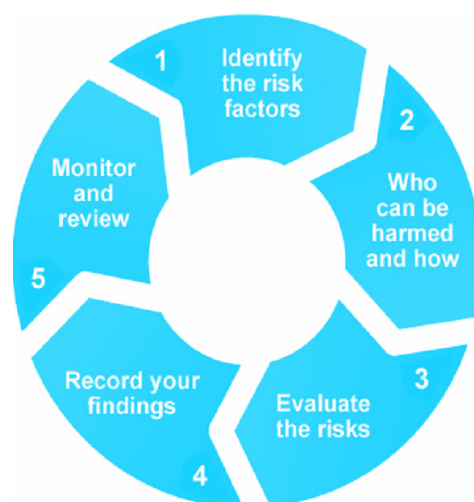 1
Identify
the risk
factors
2
Who
can be
harmed
and how
3
Evaluate
the risks
4
Record your
findings
5
Monitor
and
review